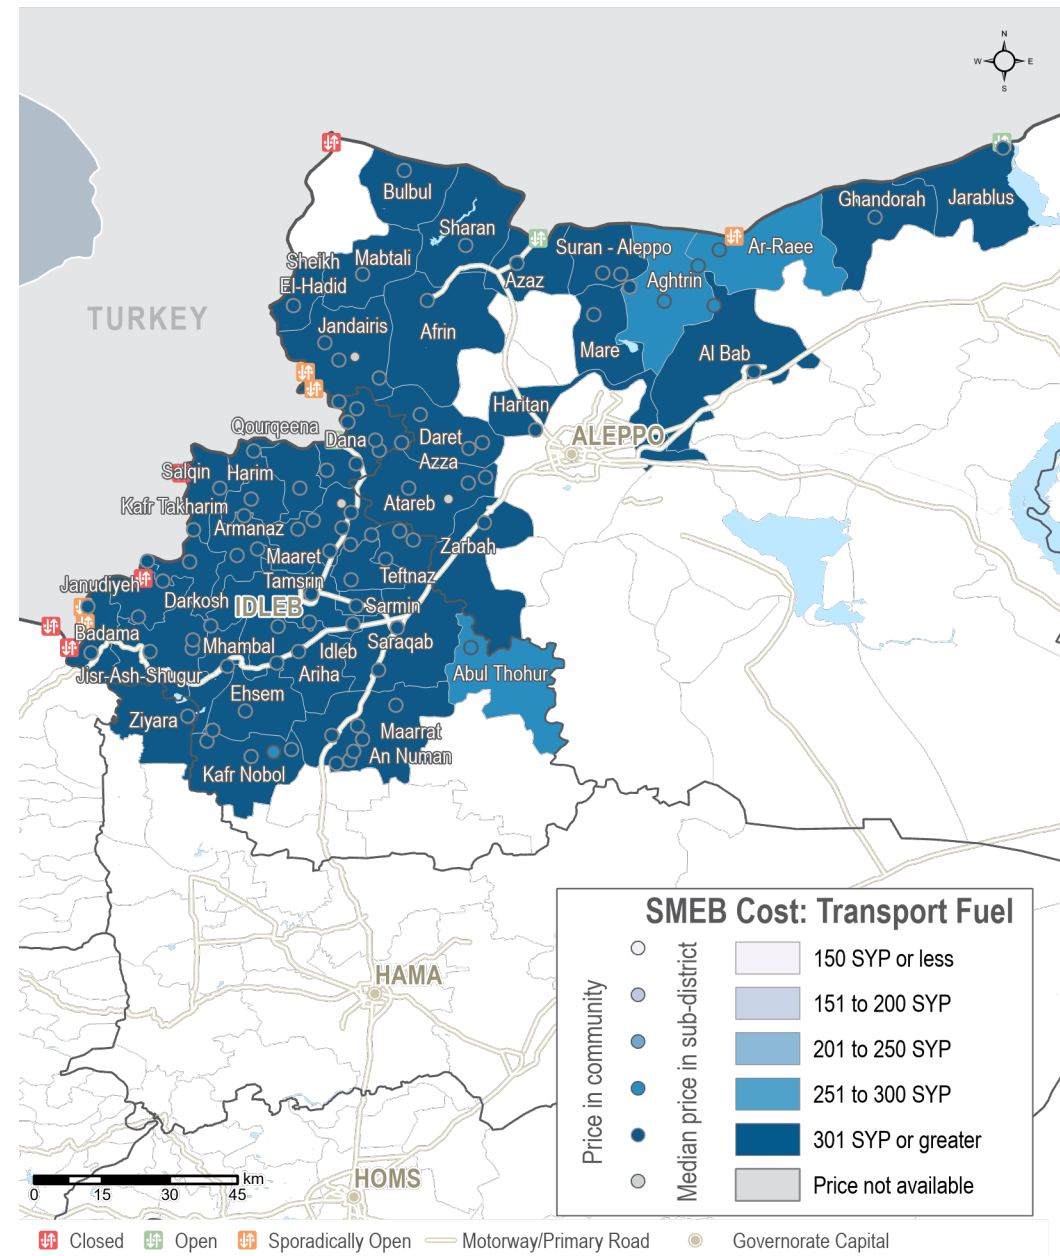 N
W E
S
Bulbul
Ghandorah
Jarablus
Sharan
Suran - Aleppo
Ar-Raee
Mabtali
Sheikh
El-Hadid
Azaz
Aghtrin
TURKEY
Jandairis
Afrin
Mare
Al Bab
Haritan
Qourqeena
Dana
Daret
Azza
ALEPPO
Salqin
Harim
Kafr Takharim
Atareb
Armanaz
Zarbah
Maaret
Tamsrin
Teftnaz
Janudiyeh
Darkosh
IDLEB
Sarmin
Badama
Mhambal
Idleb
Saraqab
Jisr-Ash-Shugur
Ariha
Abul Thohur
Ehsem
Ziyara
Maarrat
An Numan
Kafr Nobol
HAMA
HOMS
SMEB Cost: Transport Fuel
Price in community
Median price in sub-district
150 SYP or less
151 to 200 SYP
201 to 250 SYP
251 to 300 SYP
301 SYP or greater
Price not available
km
0 15 30 45
Closed Open Sporadically Open Motorway/Primary Road Governorate Capital